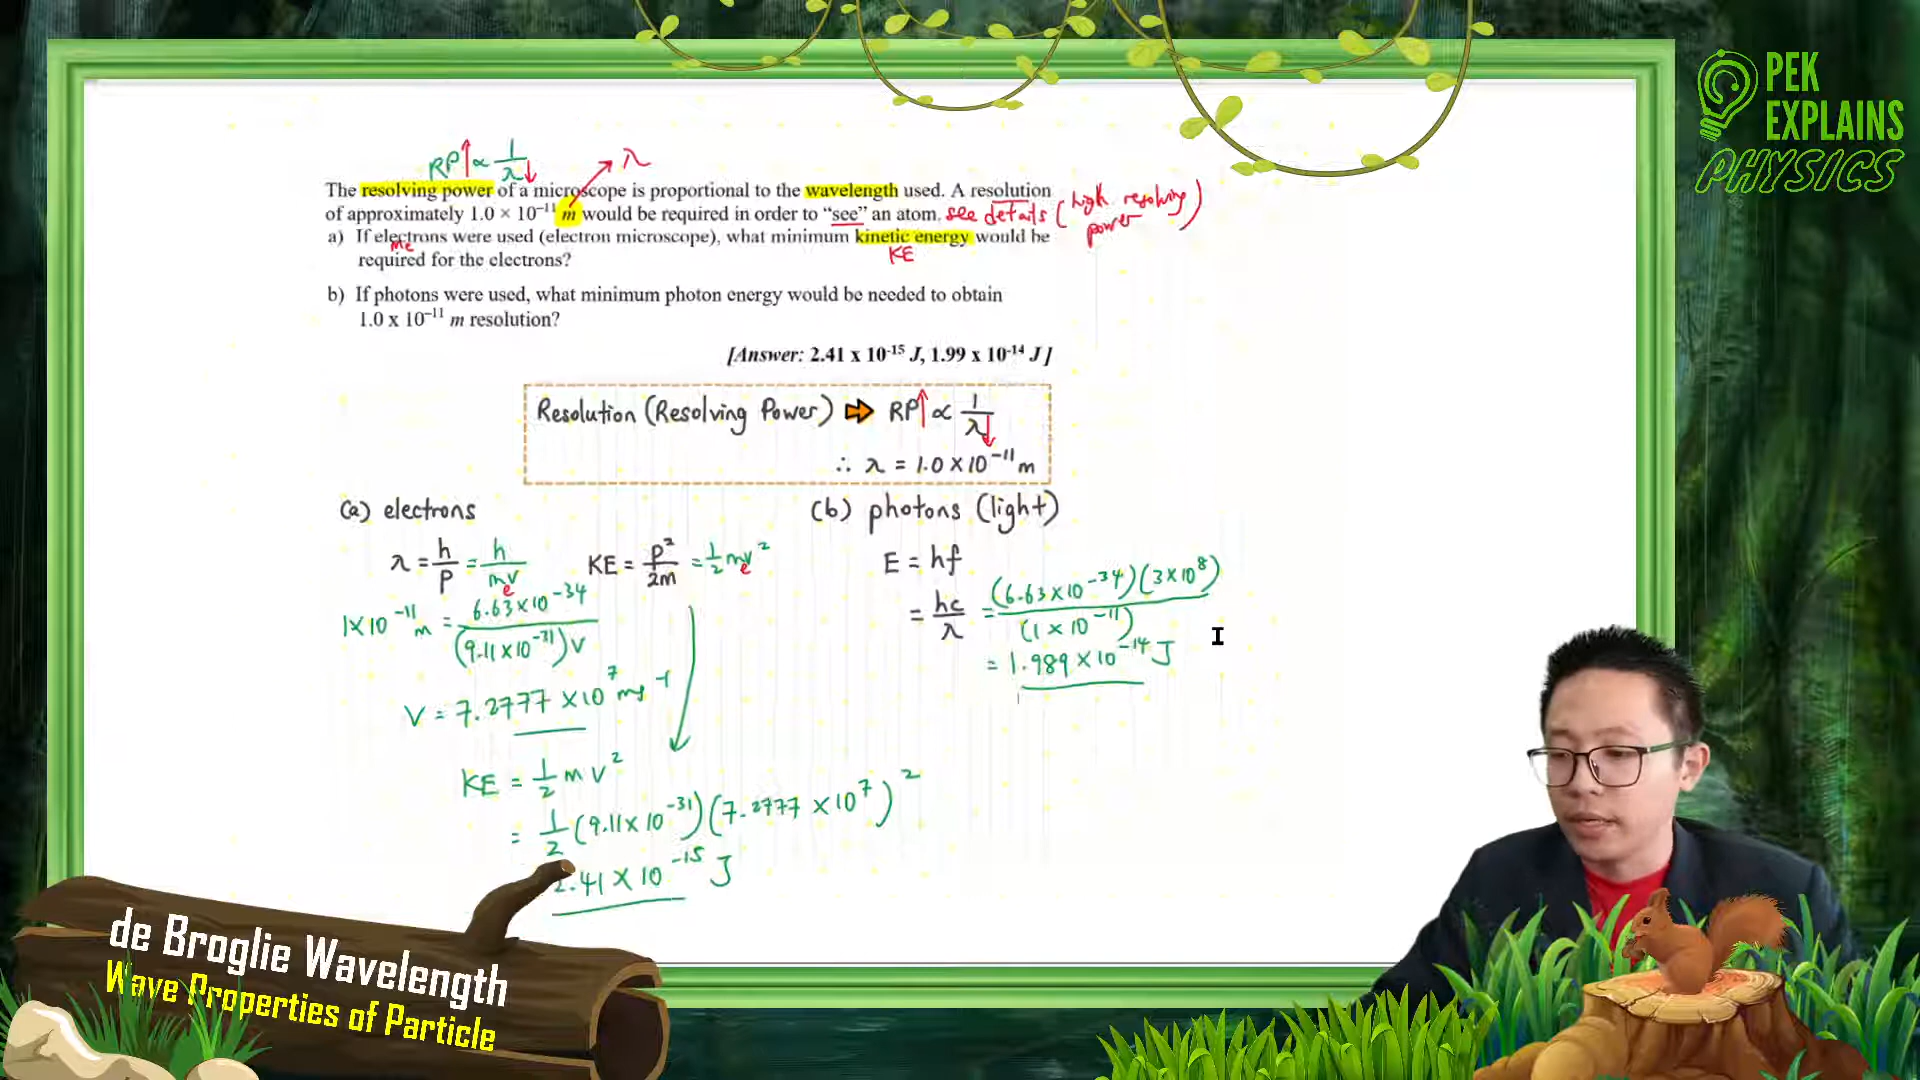 PEK
EXPLAINS
PHYSICS
RP↑ ∝ 1/λ↓
λ
The resolving power of a microscope is proportional to the wavelength used. A resolution
of approximately 1.0 × 10⁻¹¹ m would be required in order to “see” an atom. see details (high resolving power)
a) If electrons were used (electron microscope), what minimum kinetic energy would be
me
KE
required for the electrons?
b) If photons were used, what minimum photon energy would be needed to obtain
1.0 x 10⁻¹¹ m resolution?
[Answer: 2.41 x 10⁻¹⁵ J, 1.99 x 10⁻¹⁴ J ]
Resolution (Resolving Power) ➡ RP↑ ∝ 1/λ↓
∴ λ = 1.0 × 10⁻¹¹ m
(a) electrons
λ = h/p = h/mv
e
KE = p²/2m = ½mv²
e
1×10⁻¹¹ m = 6.63×10⁻³⁴/(9.11×10⁻³¹)V
V = 7.2777 × 10⁷ ms⁻¹
KE = ½ m v²
= ½ (9.11×10⁻³¹)(7.2777 ×10⁷)²
2.41 × 10⁻¹⁵ J
(b) photons (light)
E = hf
= hc/λ = (6.63×10⁻³⁴)(3×10⁸)/(1 × 10⁻¹¹)
= 1.989 × 10⁻¹⁴ J
de Broglie Wavelength
Wave Properties of Particle